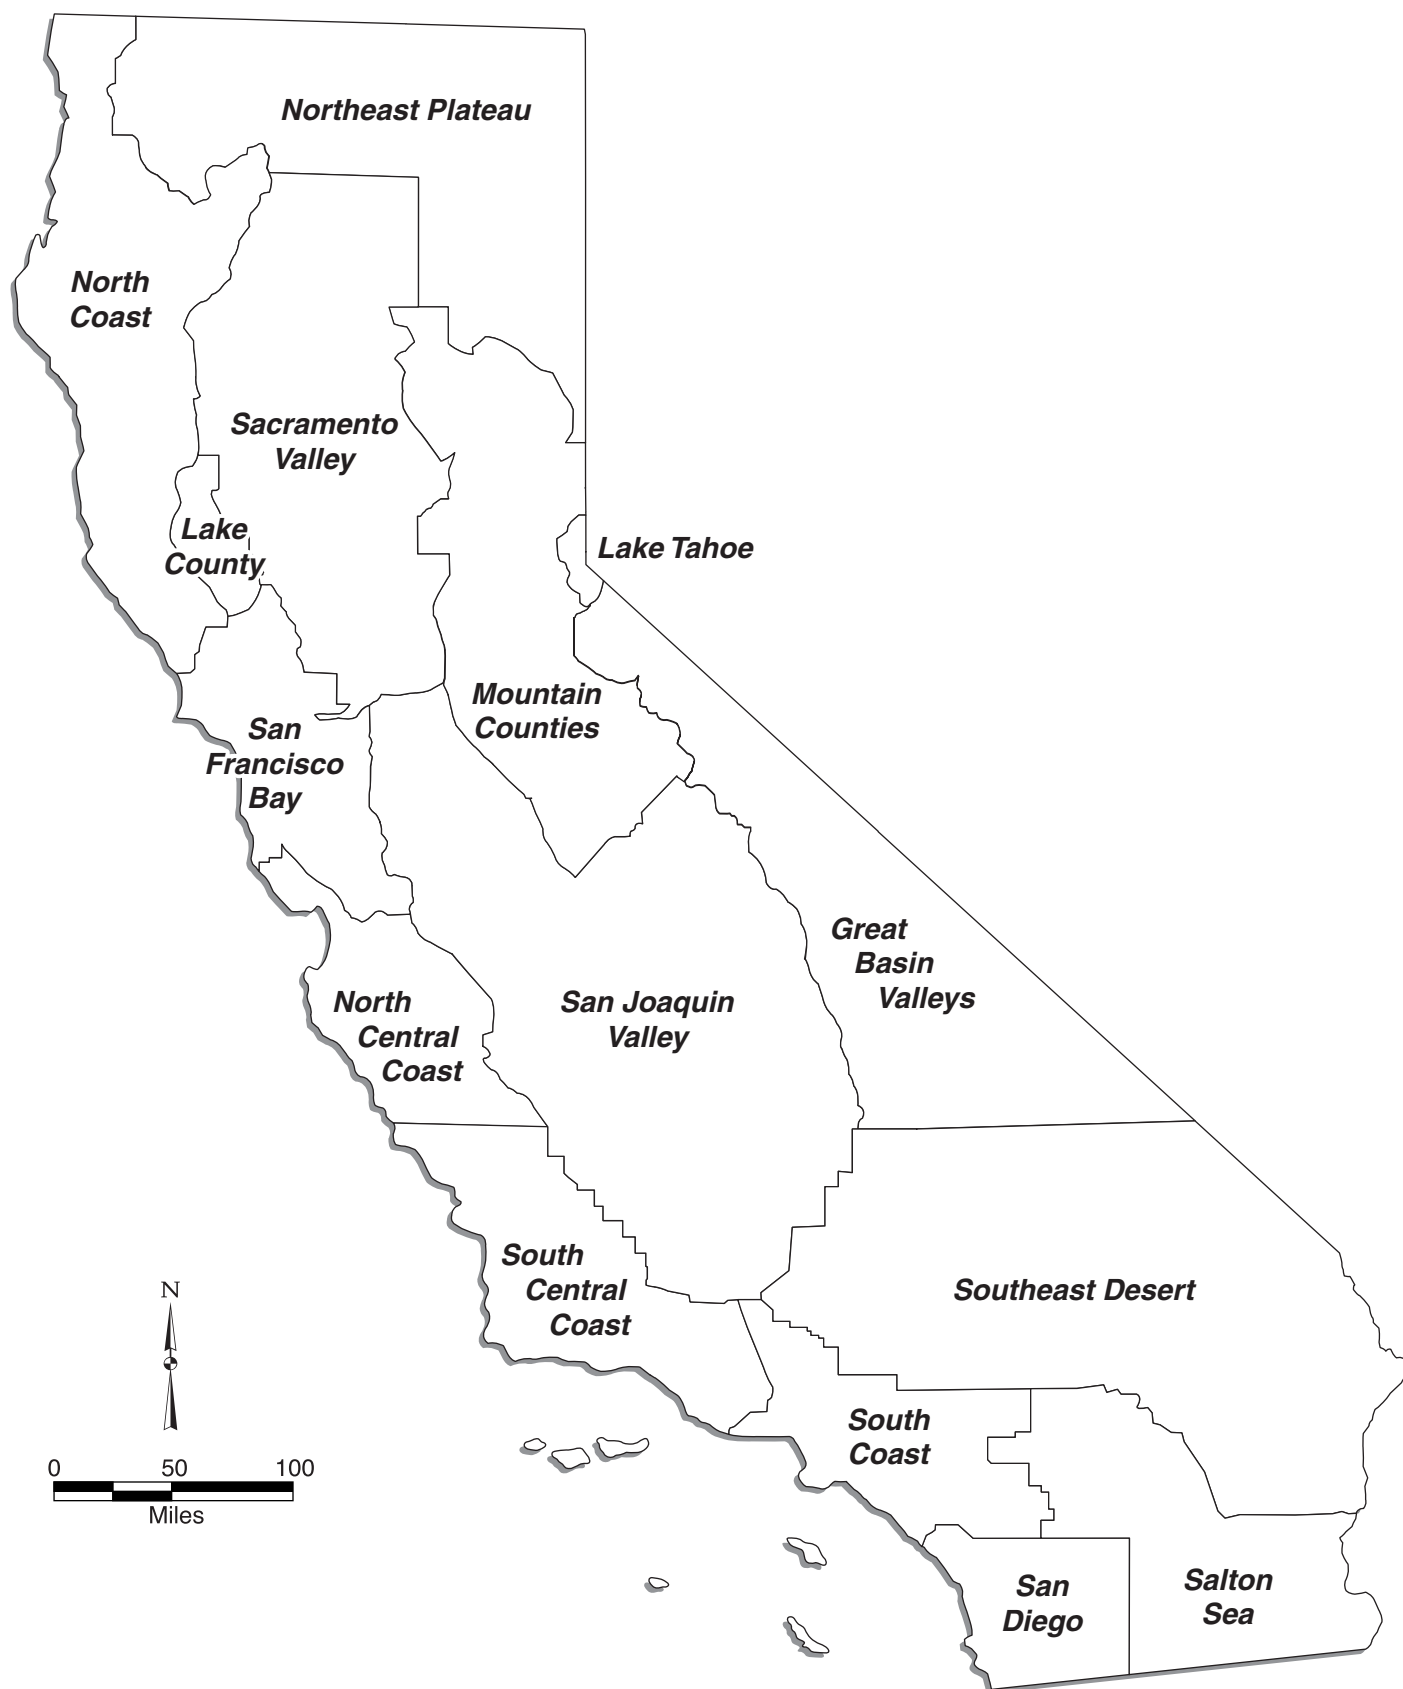 Northeast Plateau
North
Coast
Sacramento
Valley
Lake
County
Lake Tahoe
Mountain
Counties
San
Francisco
Bay
Great
Basin
Valleys
North
Central
Coast
San Joaquin
Valley
South
Central
Coast
Southeast Desert
N
South
Coast
0 50 100
Miles
San
Diego
Salton
Sea